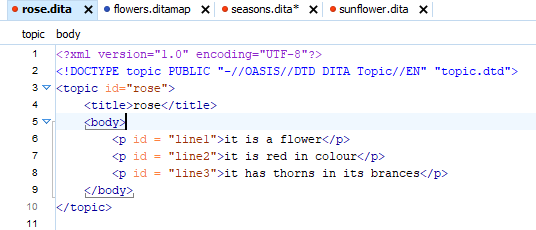 rose.dita flowers.ditamap seasons.dita* sunflower.dita
topic body
1 <?xml version="1.0" encoding="UTF-8"?>
2 <!DOCTYPE topic PUBLIC "-//OASIS//DTD DITA Topic//EN" "topic.dtd">
3 <topic id="rose">
4 <title>rose</title>
5 <body>
6 <p id = "line1">it is a flower</p>
7 <p id = "line2">it is red in colour</p>
8 <p id = "line3">it has thorns in its brances</p>
9 </body>
10 </topic>
11